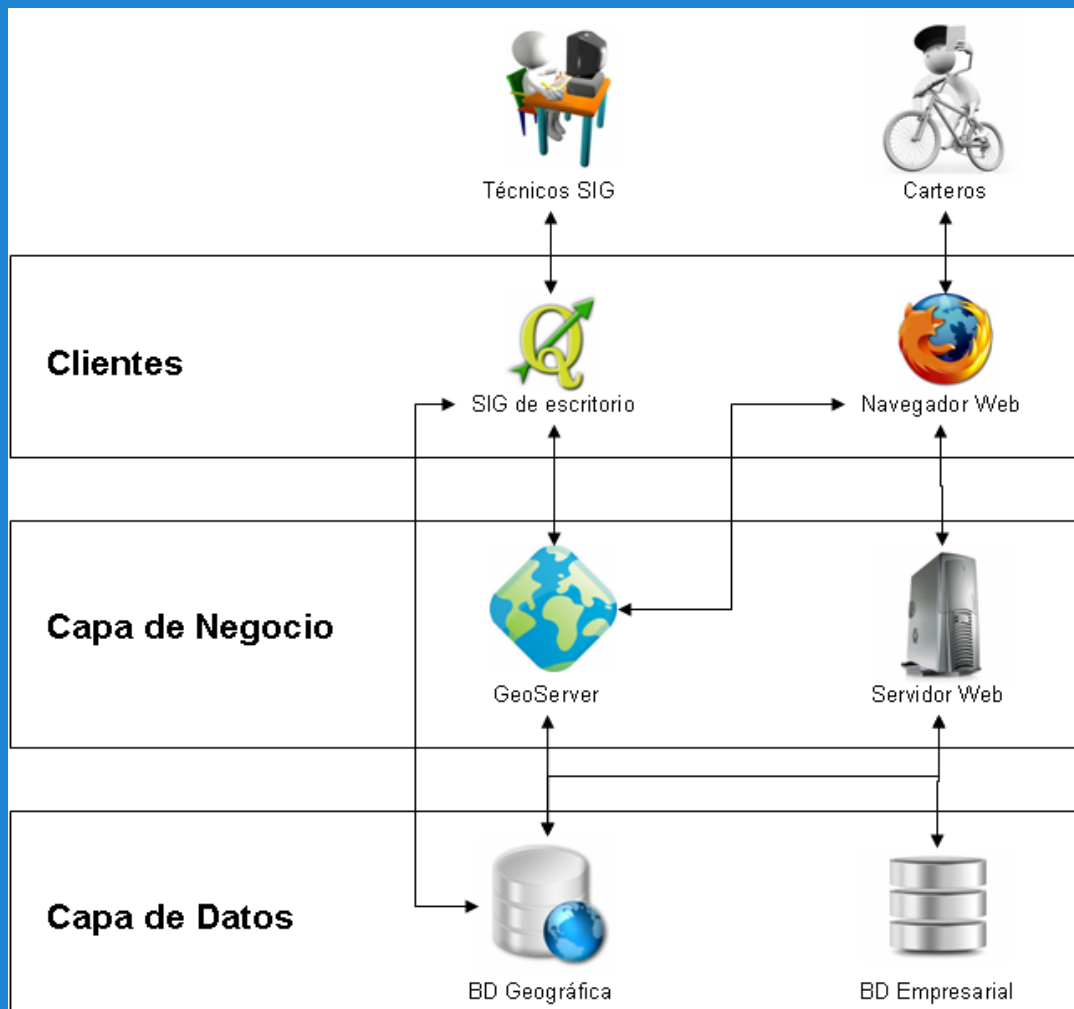 Técnicos SIG
Carteros
Clientes
SIG de escritorio
Navegador Web
Capa de Negocio
GeoServer
Servidor Web
Capa de Datos
BD Geográfica
BD Empresarial